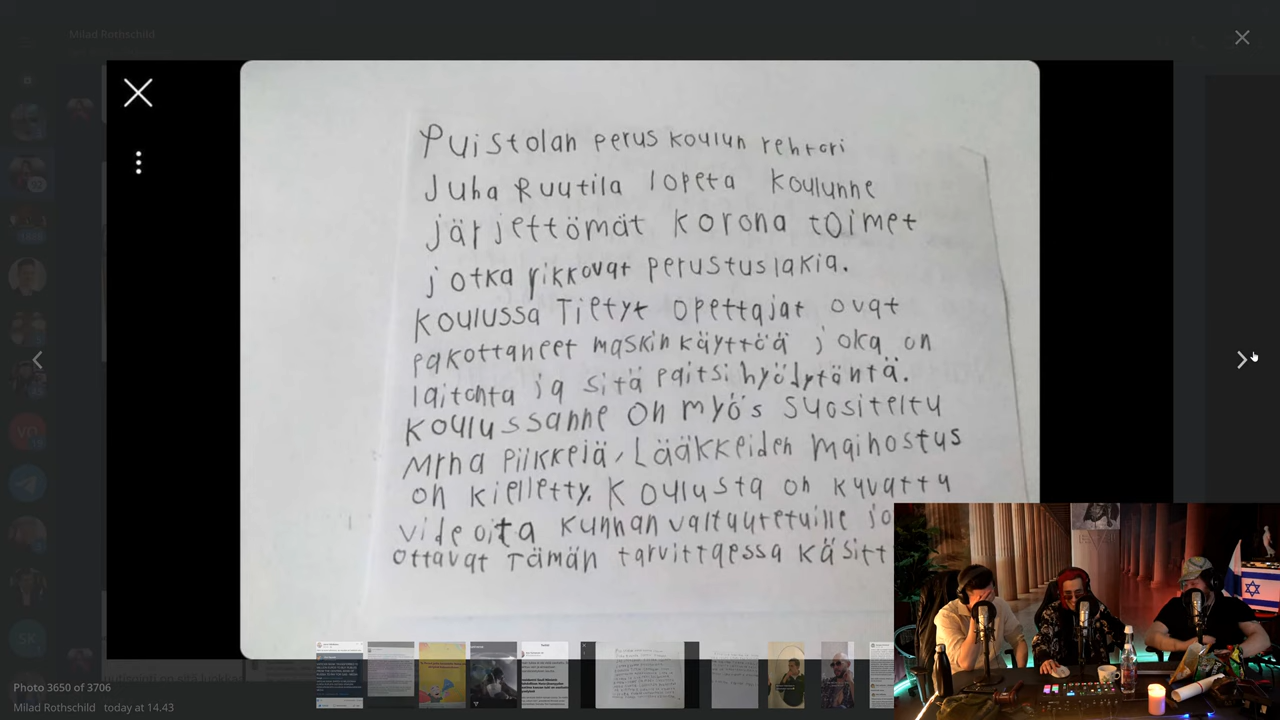 Milad Rothschild
Puistolan perus koulun rehtori
Juha Ruutila lopeta koulunne
järjettömät korona toimet
jotka rikkovat perustuslakia.
Koulussa Tietyt opettajat ovat
pakottaneet maskin käyttöä joka on
laitonta ja sitä paitsi hyödytöntä.
Koulussanne on myös suositeltu
Mrna Piikkejä, Lääkkeiden mainostus
on kielletty. Koulusta on kuvattu
videoita kunnan valtuutetuille jo
ottavat Tämän tarvittaessa käsitt
Photo 3650 of 3706
Milad Rothschild today at 14.43